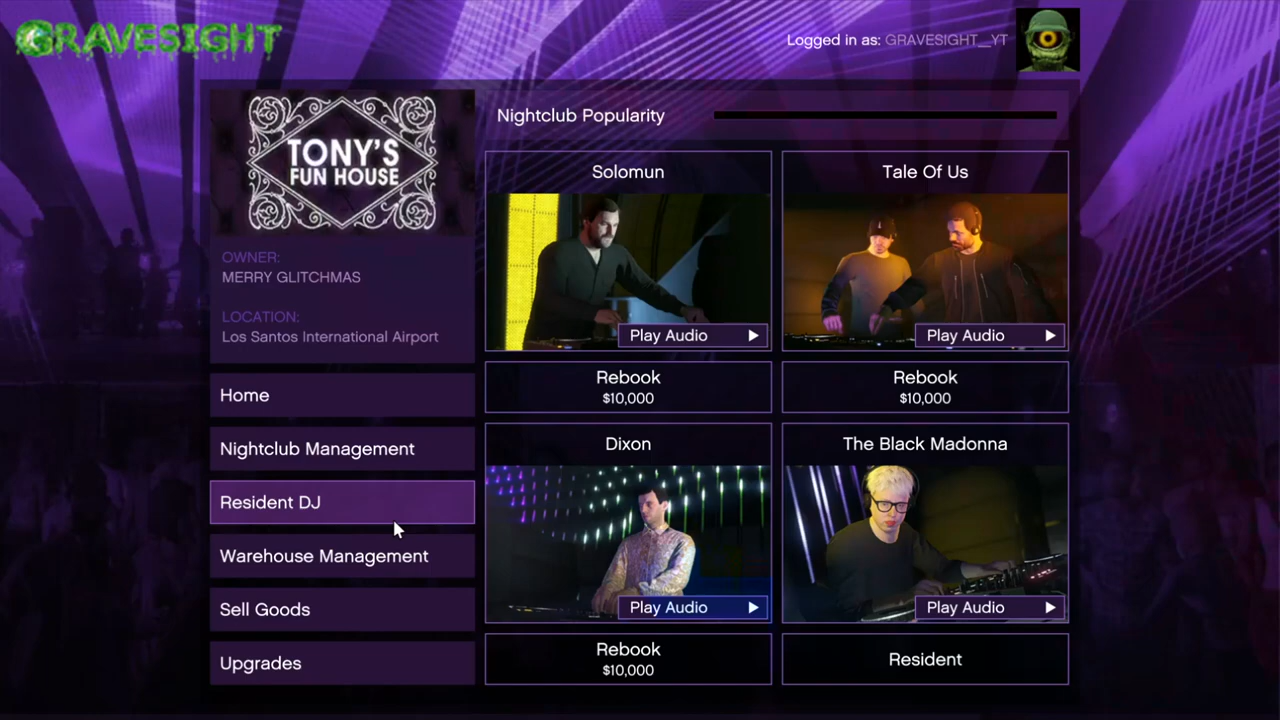 GRAVESIGHT
Logged in as: GRAVESIGHT_YT
TONY'S
FUN HOUSE
OWNER:
MERRY GLITCHMAS
LOCATION:
Los Santos International Airport
Home
Nightclub Management
Resident DJ
Warehouse Management
Sell Goods
Upgrades
Nightclub Popularity
Solomun
Play Audio
Rebook
$10,000
Tale Of Us
Play Audio
Rebook
$10,000
Dixon
Play Audio
Rebook
$10,000
The Black Madonna
Play Audio
Resident